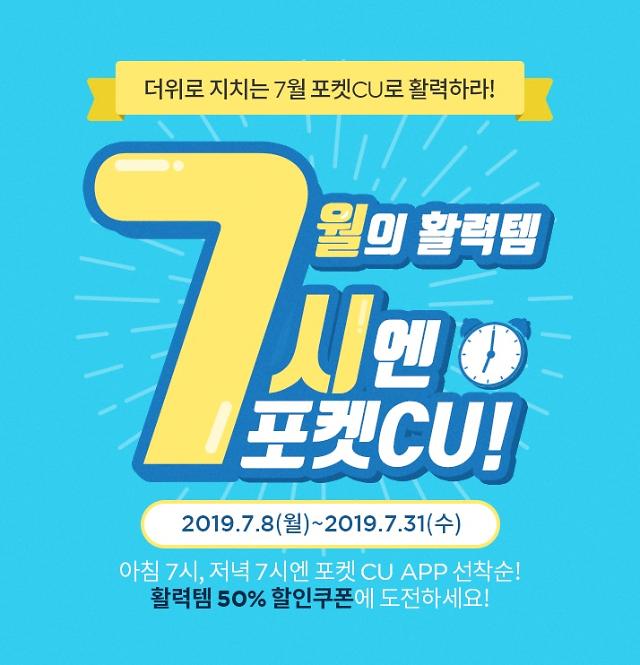 더위로 지치는 7월 포켓CU로 활력하라!
7월의 활력템
7시엔
포켓CU!
2019.7.8(월)~2019.7.31(수)
아침 7시, 저녁 7시엔 포켓 CU APP 선착순!
활력템 50% 할인쿠폰에 도전하세요!